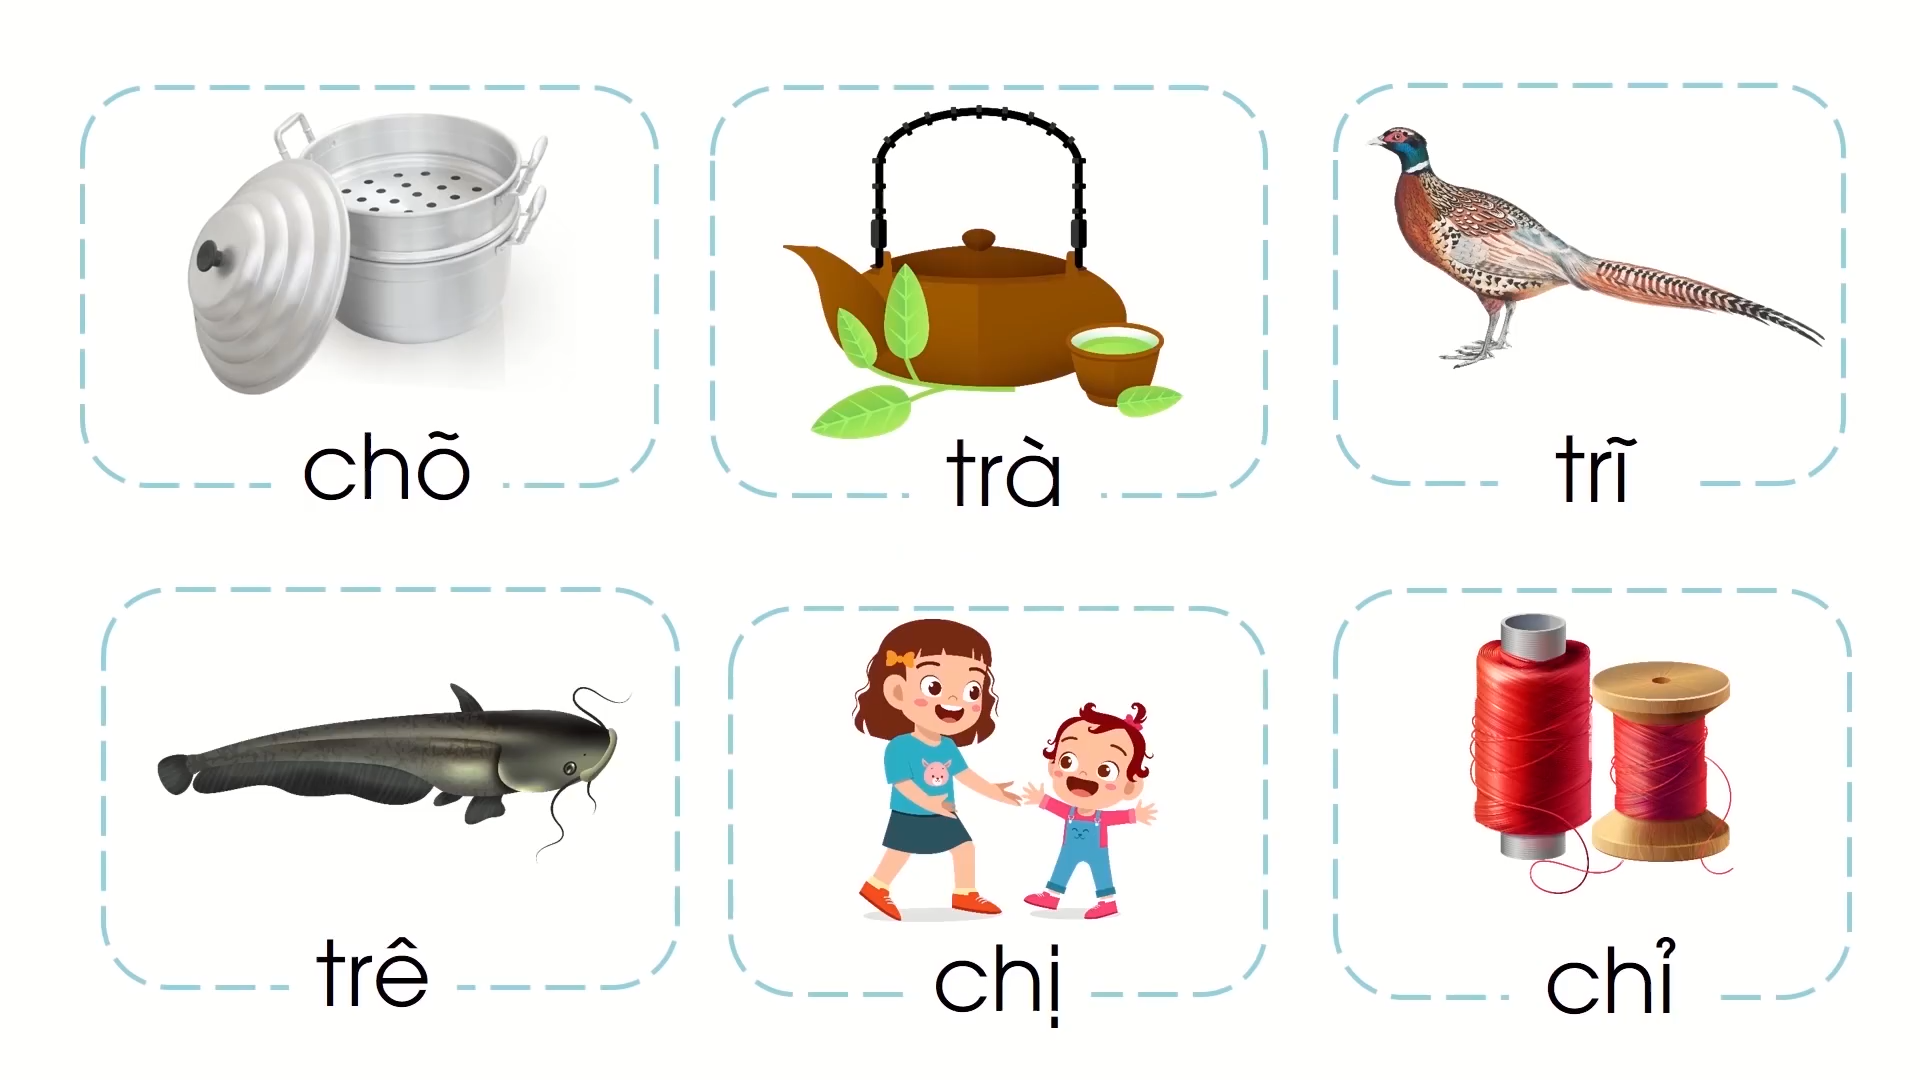 chõ
trà
trĩ
trê
chị
chỉ